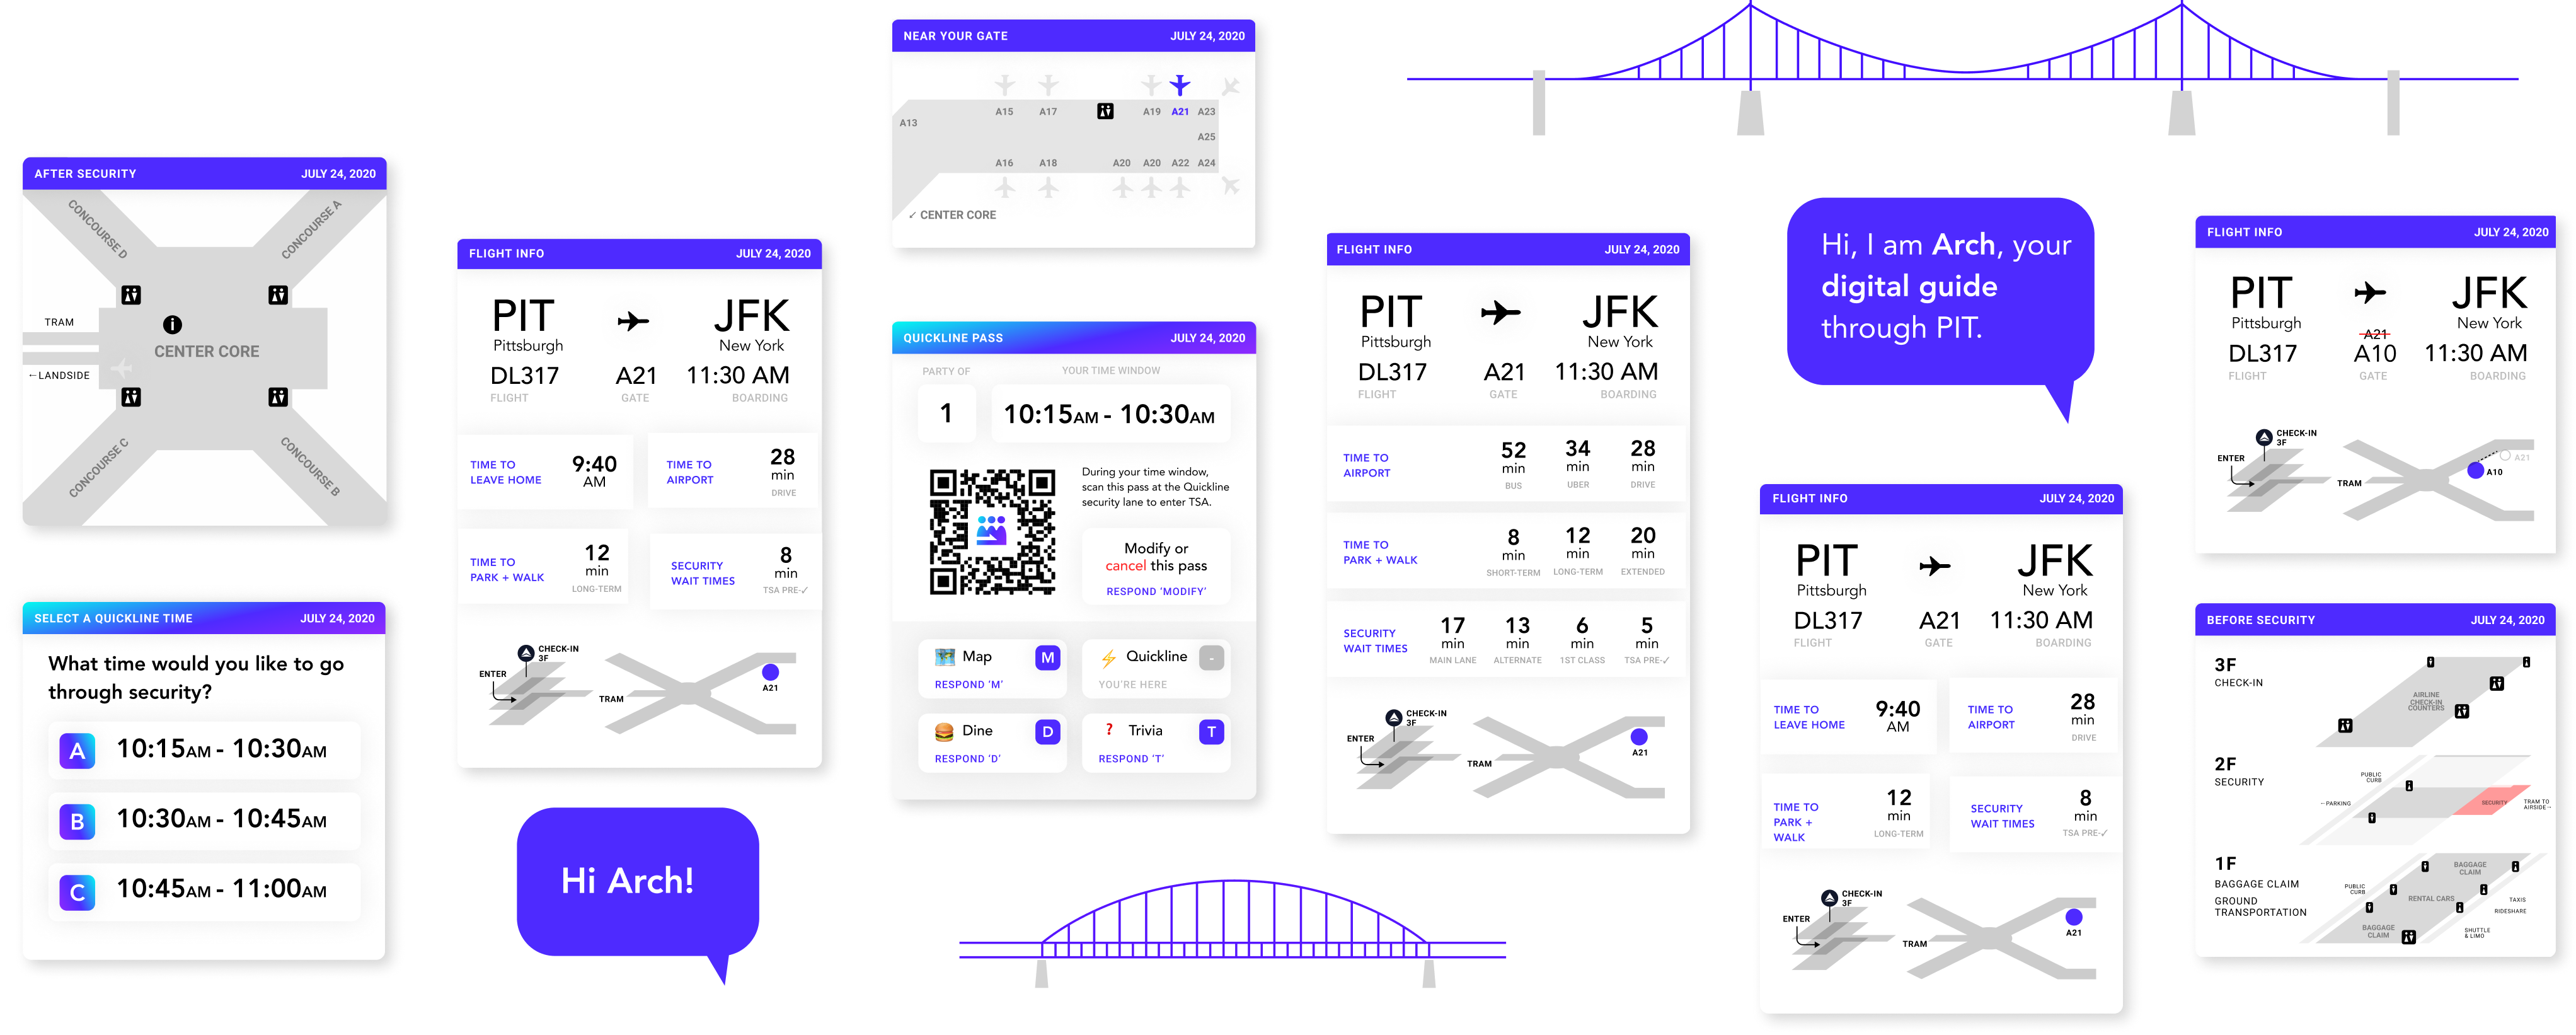 AFTER SECURITY JULY 24, 2020
CONCOURSE D
CONCOURSE A
TRAM
CENTER CORE
←LANDSIDE
CONCOURSE C
CONCOURSE B
SELECT A QUICKLINE TIME JULY 24, 2020
What time would you like to go
through security?
A 10:15AM - 10:30AM
B 10:30AM - 10:45AM
C 10:45AM - 11:00AM
FLIGHT INFO JULY 24, 2020
PIT JFK
Pittsburgh New York
DL317 A21 11:30 AM
FLIGHT GATE BOARDING
TIME TO
LEAVE HOME
9:40
AM
TIME TO
AIRPORT
28
min
DRIVE
TIME TO
PARK + WALK
12
min
LONG-TERM
SECURITY
WAIT TIMES
8
min
TSA PRE-✓
CHECK-IN
3F
ENTER
TRAM
A21
Hi Arch!
NEAR YOUR GATE JULY 24, 2020
A13 A15 A17 A19 A21 A23
A25
A16 A18 A20 A20 A22 A24
↙ CENTER CORE
QUICKLINE PASS JULY 24, 2020
PARTY OF YOUR TIME WINDOW
1 10:15AM - 10:30AM
During your time window,
scan this pass at the Quickline
security lane to enter TSA.
Modify or
cancel this pass
RESPOND ‘MODIFY’
Map M
RESPOND ‘M’
Quickline -
YOU’RE HERE
Dine D
RESPOND ‘D’
? Trivia T
RESPOND ‘T’
FLIGHT INFO JULY 24, 2020
PIT JFK
Pittsburgh New York
DL317 A21 11:30 AM
FLIGHT GATE BOARDING
TIME TO
AIRPORT
52 34 28
min min min
BUS UBER DRIVE
TIME TO
PARK + WALK
8 12 20
min min min
SHORT-TERM LONG-TERM EXTENDED
SECURITY
WAIT TIMES
17 13 6 5
min min min min
MAIN LANE ALTERNATE 1ST CLASS TSA PRE-✓
CHECK-IN
3F
ENTER
TRAM
A21
Hi, I am Arch, your
digital guide
through PIT.
FLIGHT INFO JULY 24, 2020
PIT JFK
Pittsburgh New York
DL317 A21 11:30 AM
FLIGHT GATE BOARDING
TIME TO
LEAVE HOME
9:40
AM
TIME TO
AIRPORT
28
min
DRIVE
TIME TO
PARK +
WALK
12
min
LONG-TERM
SECURITY
WAIT TIMES
8
min
TSA PRE-✓
CHECK-IN
3F
ENTER
TRAM
A21
FLIGHT INFO JULY 24, 2020
PIT JFK
Pittsburgh New York
A21
DL317 A10 11:30 AM
FLIGHT GATE BOARDING
CHECK-IN
3F
ENTER
TRAM
A21
A10
BEFORE SECURITY JULY 24, 2020
3F
CHECK-IN
AIRLINE
CHECK-IN
COUNTERS
2F
SECURITY
PUBLIC
CURB
←PARKING
SECURITY
TRAM TO
AIRSIDE→
1F
BAGGAGE CLAIM
GROUND
TRANSPORTATION
BAGGAGE
CLAIM
PUBLIC
CURB
RENTAL CARS
TAXIS
RIDESHARE
BAGGAGE
CLAIM
SHUTTLE
& LIMO